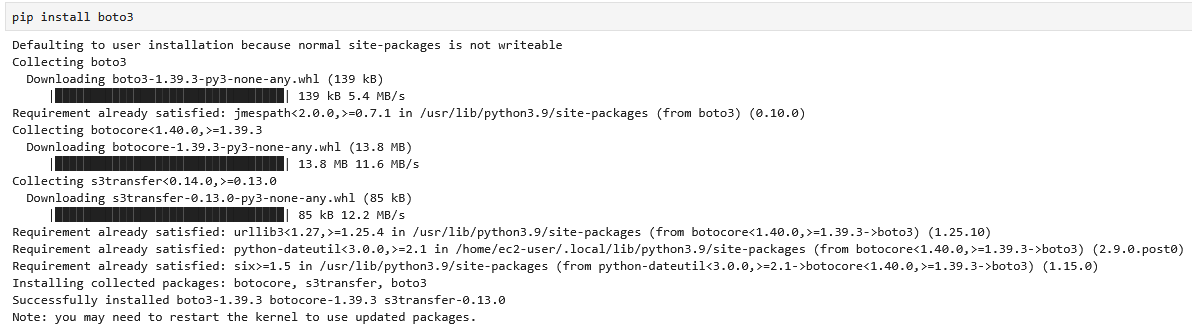 pip install boto3
Defaulting to user installation because normal site-packages is not writeable
Collecting boto3
  Downloading boto3-1.39.3-py3-none-any.whl (139 kB)
     |████████████████████████████████| 139 kB 5.4 MB/s
Requirement already satisfied: jmespath<2.0.0,>=0.7.1 in /usr/lib/python3.9/site-packages (from boto3) (0.10.0)
Collecting botocore<1.40.0,>=1.39.3
  Downloading botocore-1.39.3-py3-none-any.whl (13.8 MB)
     |████████████████████████████████| 13.8 MB 11.6 MB/s
Collecting s3transfer<0.14.0,>=0.13.0
  Downloading s3transfer-0.13.0-py3-none-any.whl (85 kB)
     |████████████████████████████████| 85 kB 12.2 MB/s
Requirement already satisfied: urllib3<1.27,>=1.25.4 in /usr/lib/python3.9/site-packages (from botocore<1.40.0,>=1.39.3->boto3) (1.25.10)
Requirement already satisfied: python-dateutil<3.0.0,>=2.1 in /home/ec2-user/.local/lib/python3.9/site-packages (from botocore<1.40.0,>=1.39.3->boto3) (2.9.0.post0)
Requirement already satisfied: six>=1.5 in /usr/lib/python3.9/site-packages (from python-dateutil<3.0.0,>=2.1->botocore<1.40.0,>=1.39.3->boto3) (1.15.0)
Installing collected packages: botocore, s3transfer, boto3
Successfully installed boto3-1.39.3 botocore-1.39.3 s3transfer-0.13.0
Note: you may need to restart the kernel to use updated packages.